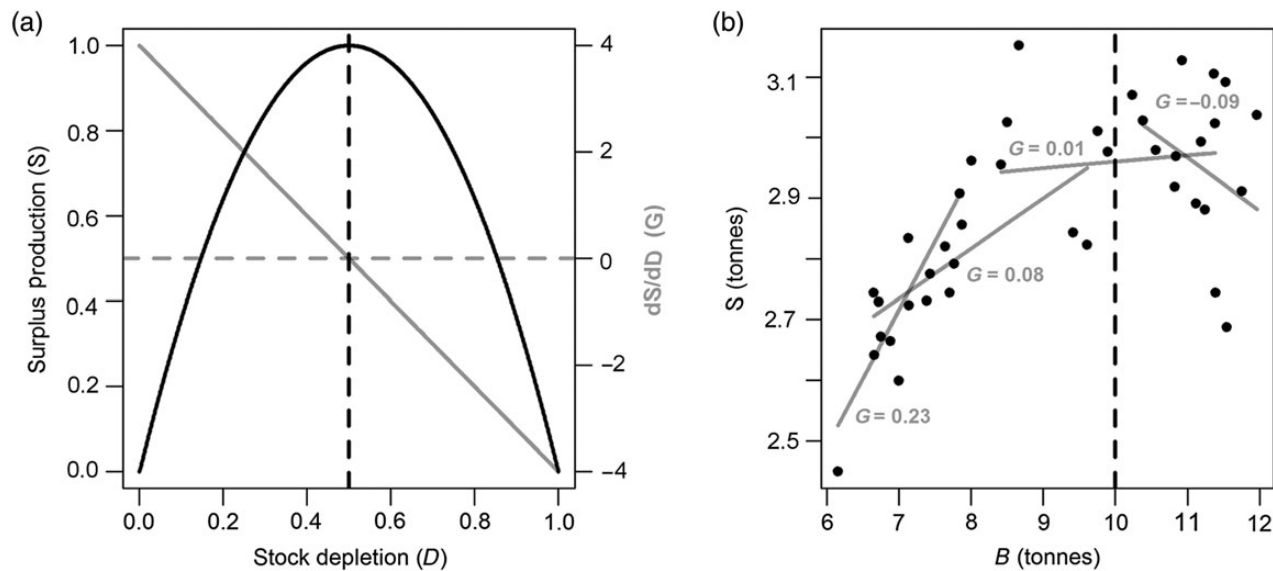 (a)
1.0
0.8
0.6
0.4
0.2
0.0
Surplus production (S)
0.0 0.2 0.4 0.6 0.8 1.0
Stock depletion (D)
4
2
0
−2
−4
dS/dD (G)
(b)
3.1
2.9
2.7
2.5
S (tonnes)
G = −0.09
G = 0.01
G = 0.08
G = 0.23
6 7 8 9 10 11 12
B (tonnes)